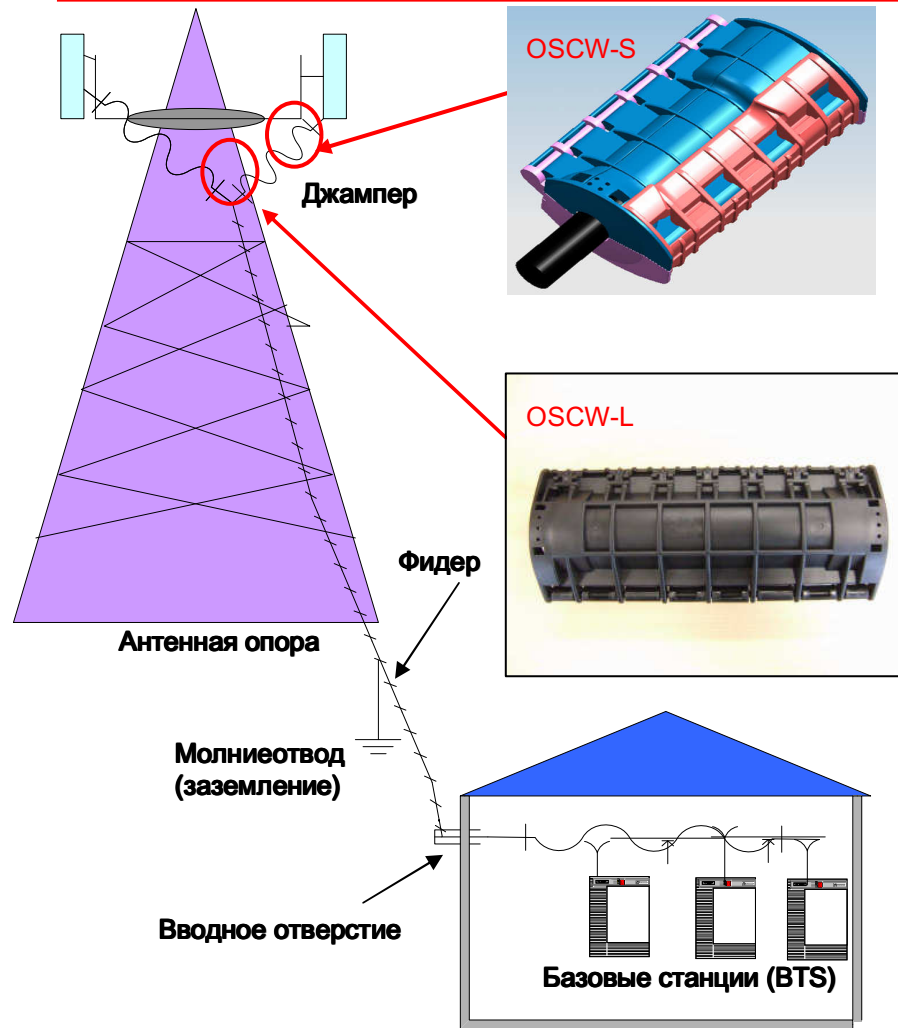 OSCW-S
Джампер
OSCW-L
Фидер
Антенная опора
Молниеотвод
(заземление)
Вводное отверстие
Базовые станции (BTS)